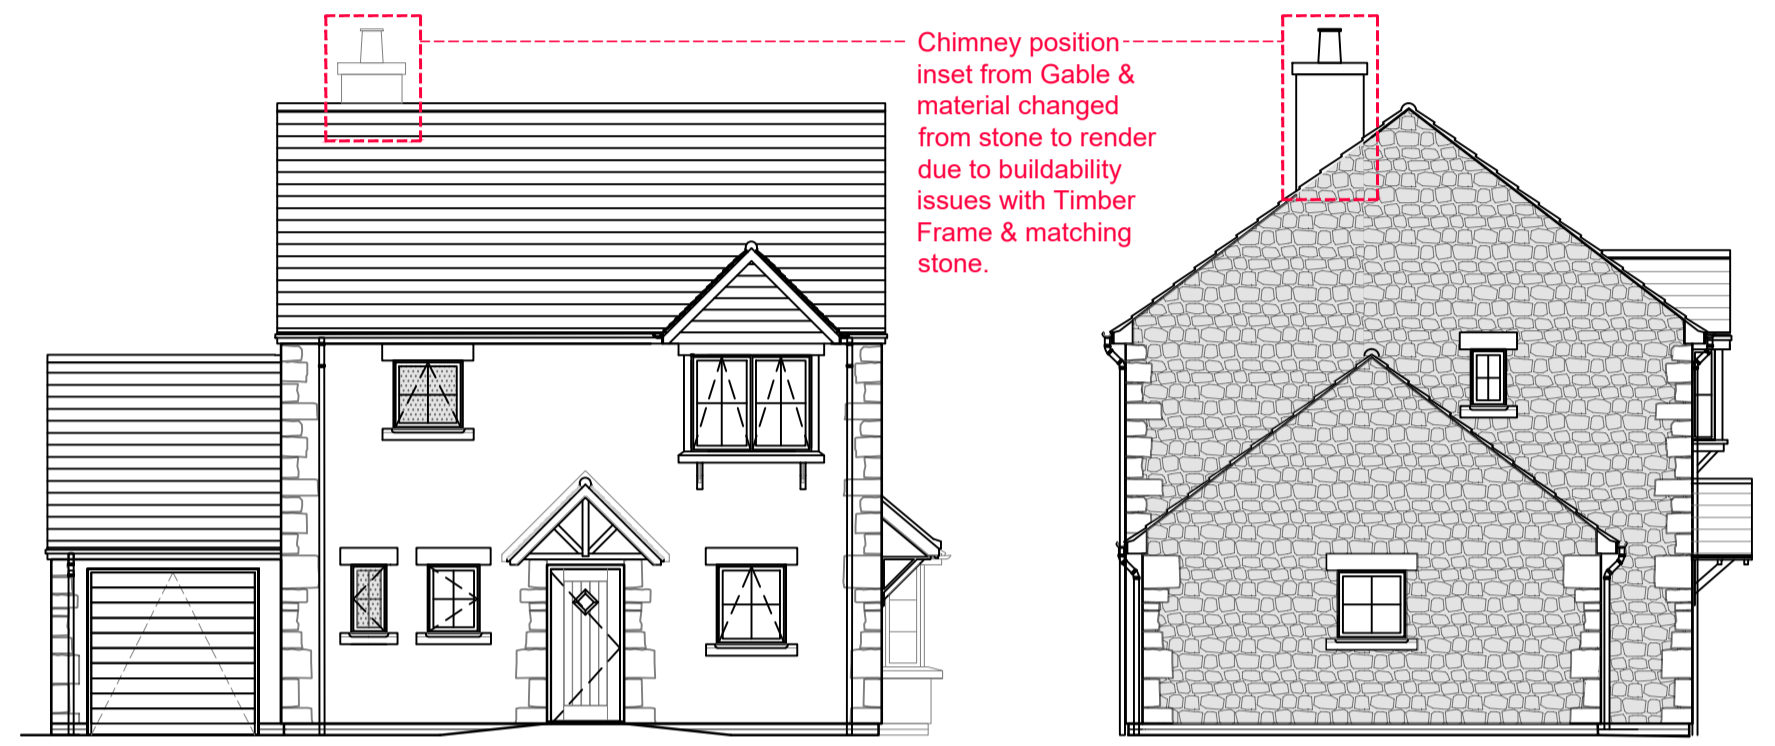 Chimney position
inset from Gable &
material changed
from stone to render
due to buildability
issues with Timber
Frame & matching
stone.